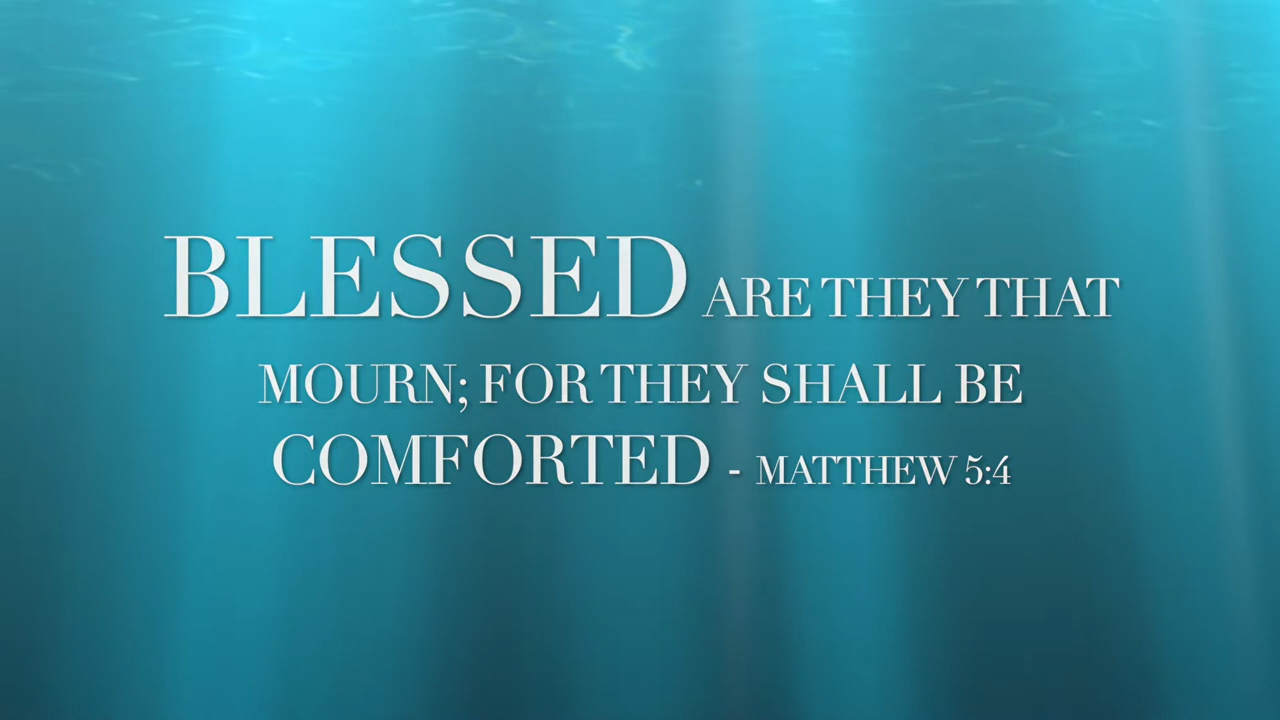 BLESSED ARE THEY THAT
MOURN; FOR THEY SHALL BE
COMFORTED - MATTHEW 5:4